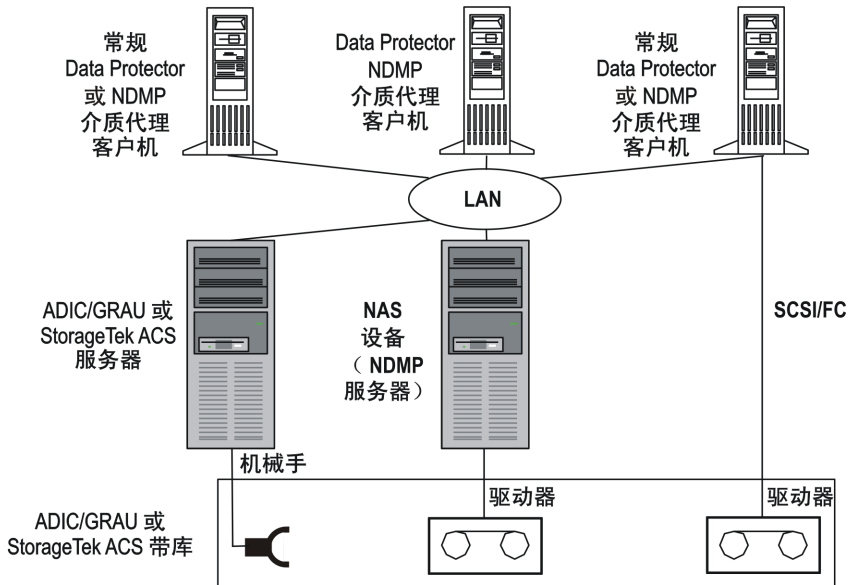 常规
Data Protector
或 NDMP
介质代理
客户机
Data Protector
NDMP
介质代理
客户机
常规
Data Protector
或 NDMP
介质代理
客户机
LAN
ADIC/GRAU 或
StorageTek ACS
服务器
NAS
设备
（ NDMP
服务器）
SCSI/FC
机械手
驱动器
驱动器
ADIC/GRAU 或
StorageTek ACS 带库